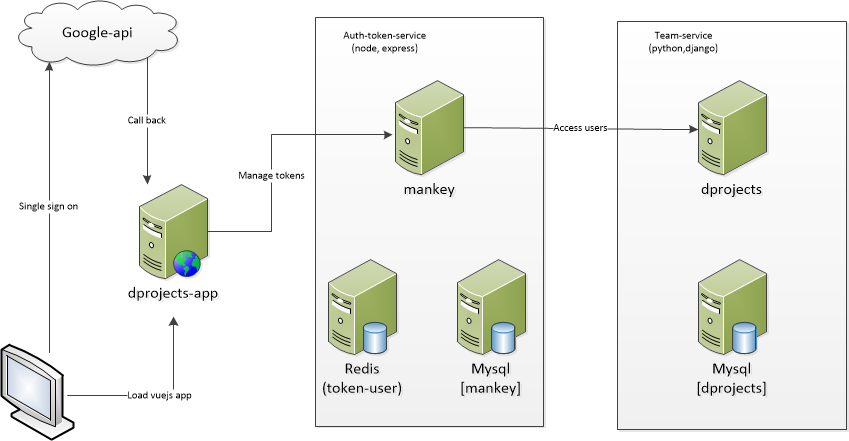 Google-api
Auth-token-service
(node, express)
Team-service
(python,django)
Call back
Access users
Manage tokens
mankey
dprojects
Single sign on
dprojects-app
Redis
(token-user)
Mysql
[mankey]
Mysql
[dprojects]
Load vuejs app